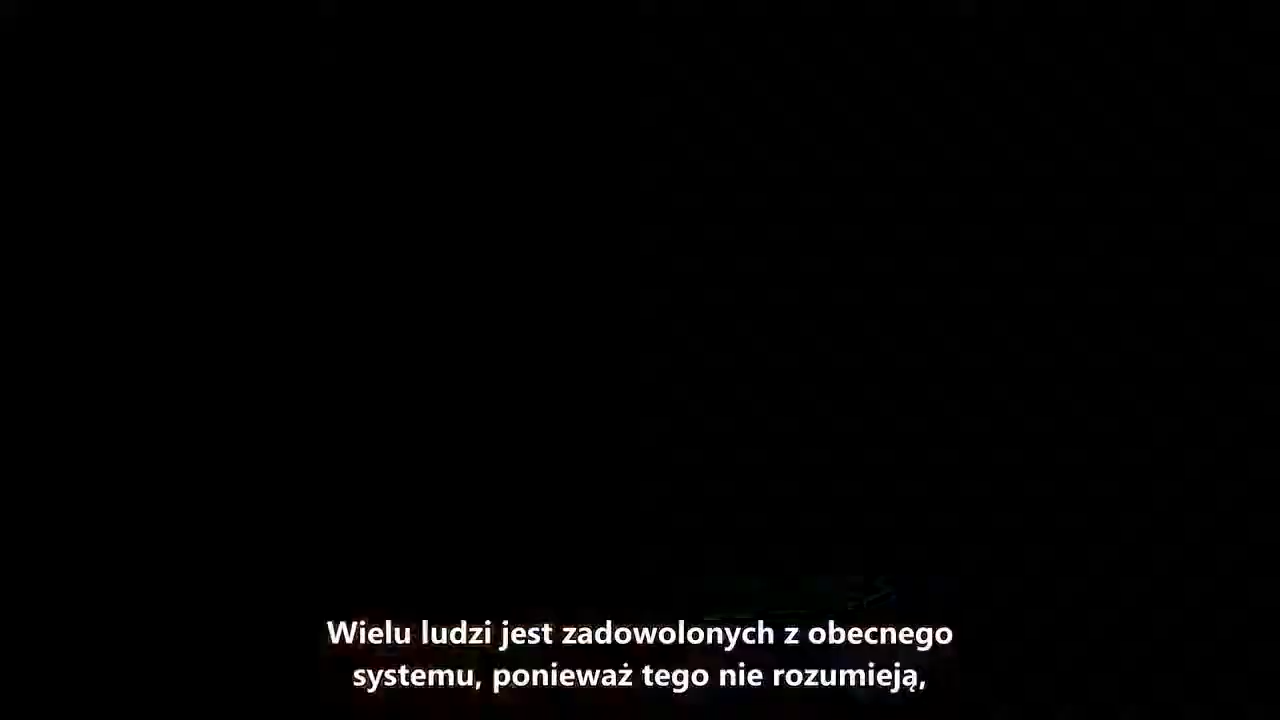 Wielu ludzi jest zadowolonych z obecnego
systemu, ponieważ tego nie rozumieją,